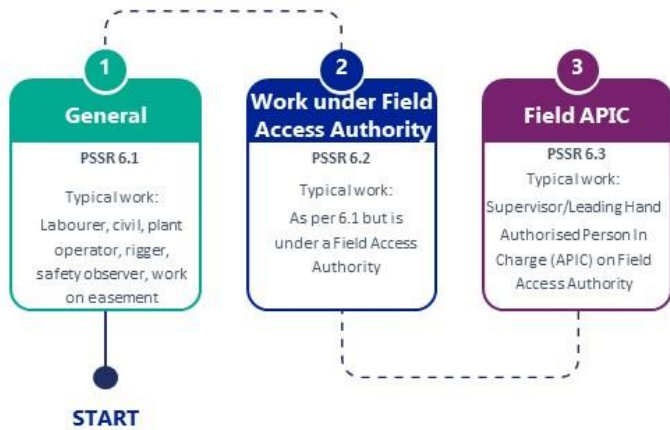 1
General
PSSR 6.1
Typical work:
Labourer, civil, plant
operator, rigger,
safety observer, work
on easement
START
2
Work under Field
Access Authority
PSSR 6.2
Typical work:
As per 6.1 but is
under a Field Access
Authority
3
Field APIC
PSSR 6.3
Typical work:
Supervisor/Leading Hand
Authorised Person In
Charge (APIC) on Field
Access Authority